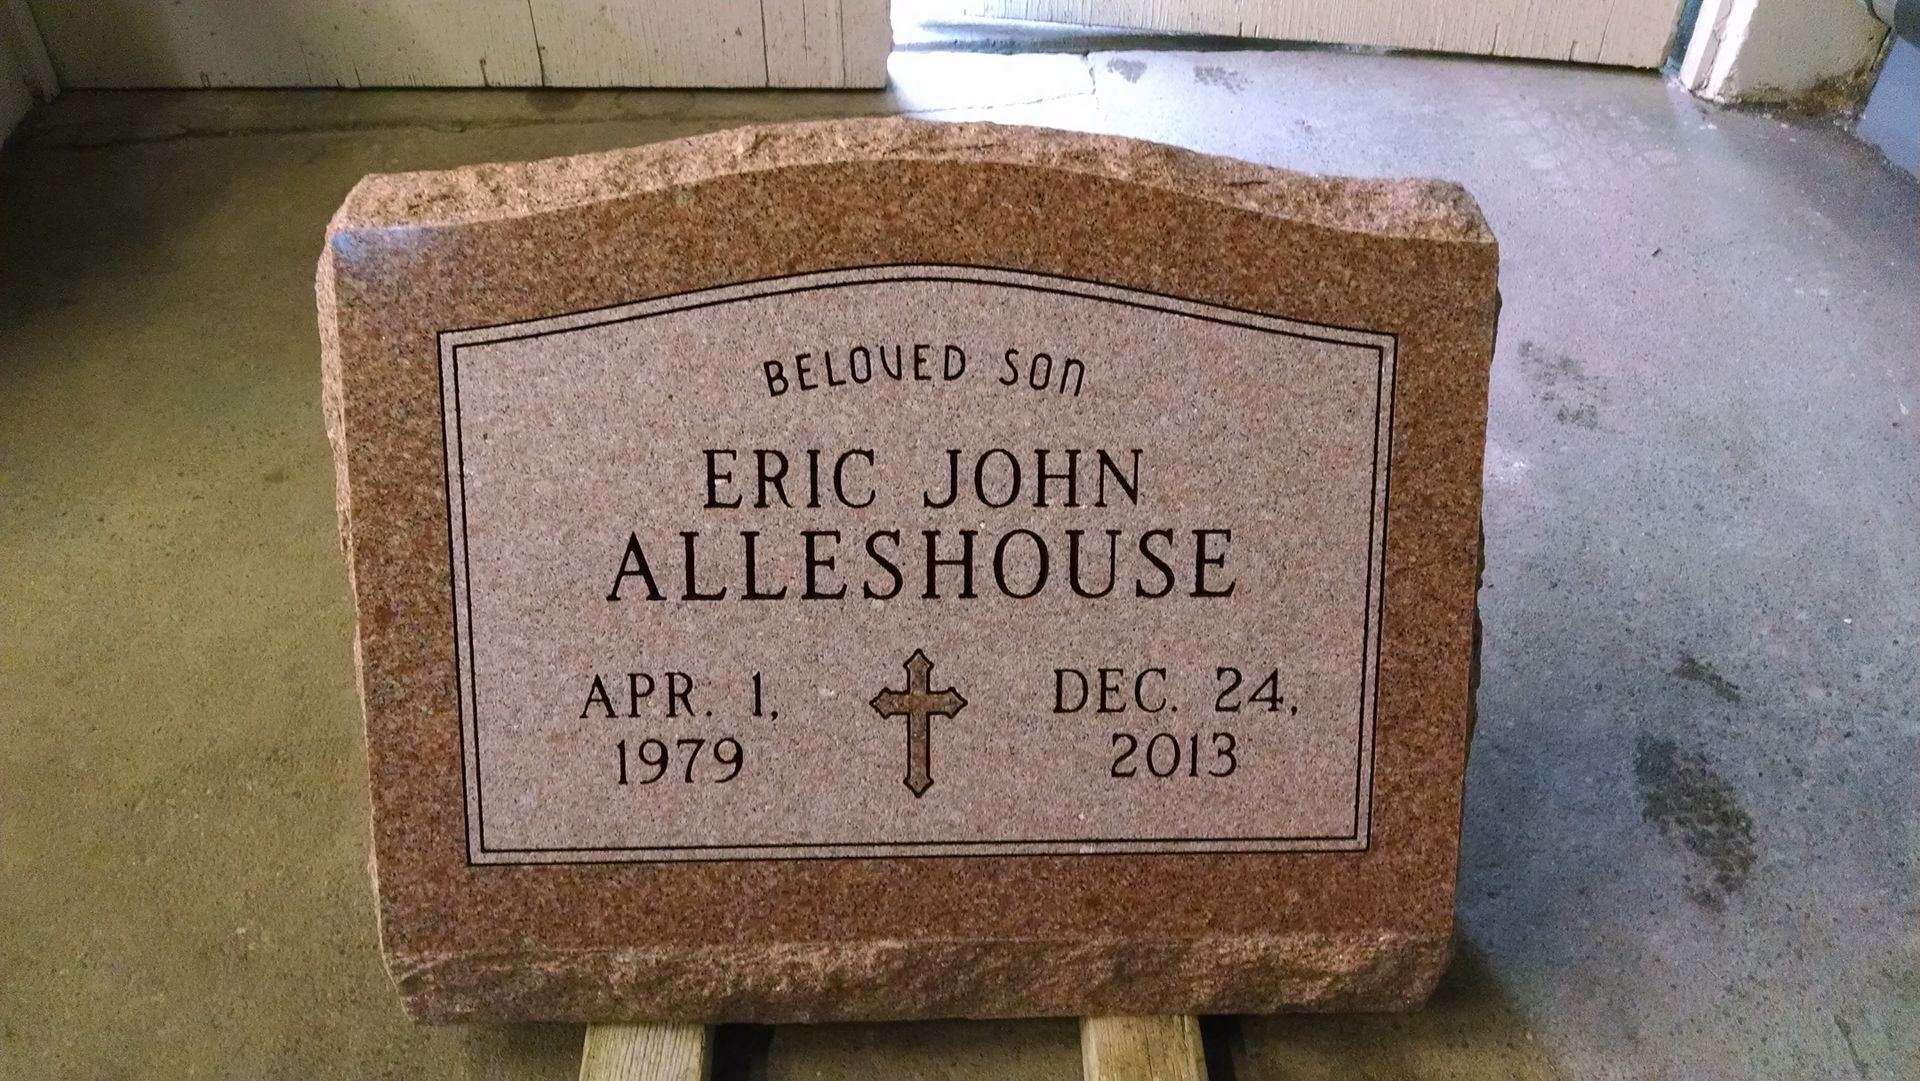 BELOVED SON
ERIC JOHN
ALLESHOUSE
APR. 1,
1979
DEC. 24,
2013